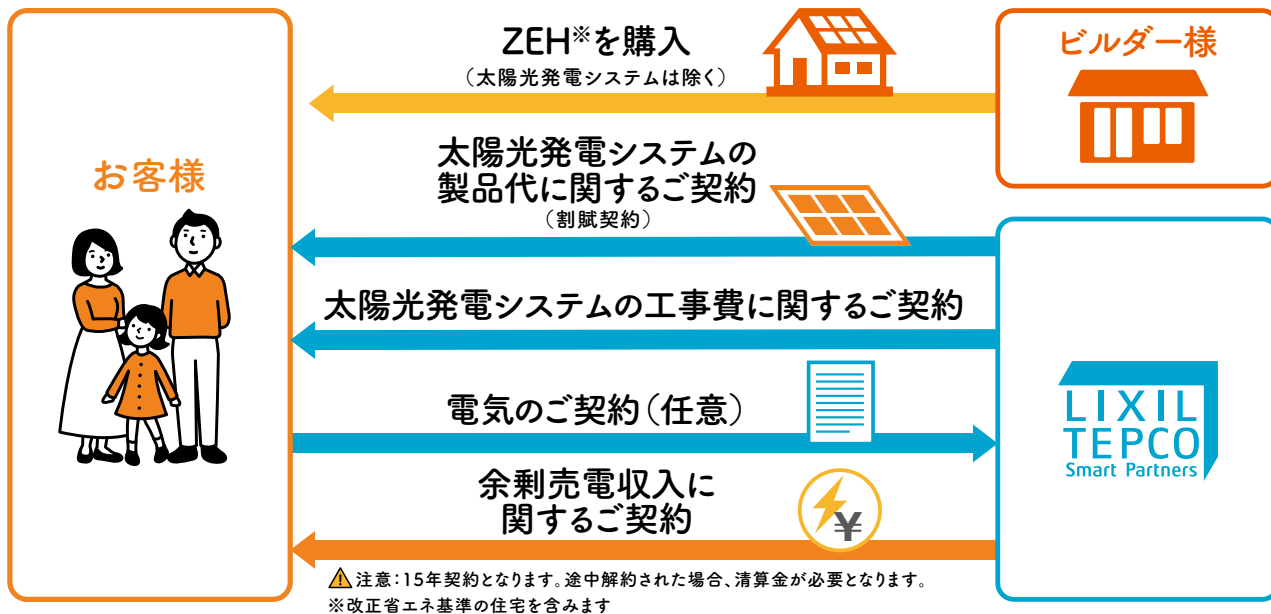 ZEH※を購入
（太陽光発電システムは除く）
ビルダー様
お客様
太陽光発電システムの
製品代に関するご契約
（割賦契約）
太陽光発電システムの工事費に関するご契約
電気のご契約（任意）
LIXIL
TEPCO
Smart Partners
余剰売電収入に
関するご契約
¥
注意：15年契約となります。途中解約された場合、清算金が必要となります。
※改正省エネ基準の住宅を含みます